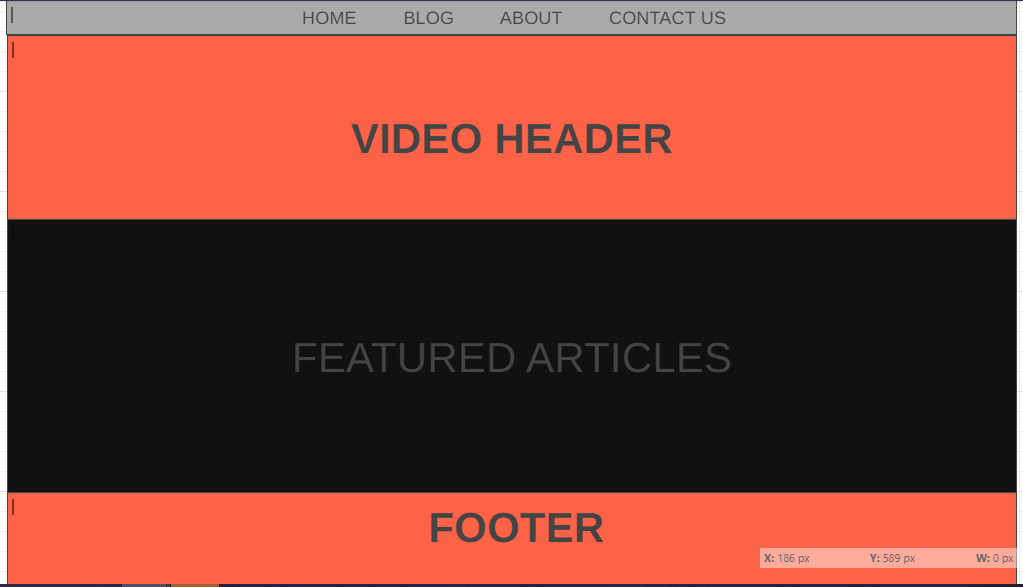 HOME BLOG ABOUT CONTACT US
VIDEO HEADER
FEATURED ARTICLES
FOOTER
X: 186 px Y: 589 px W: 0 px